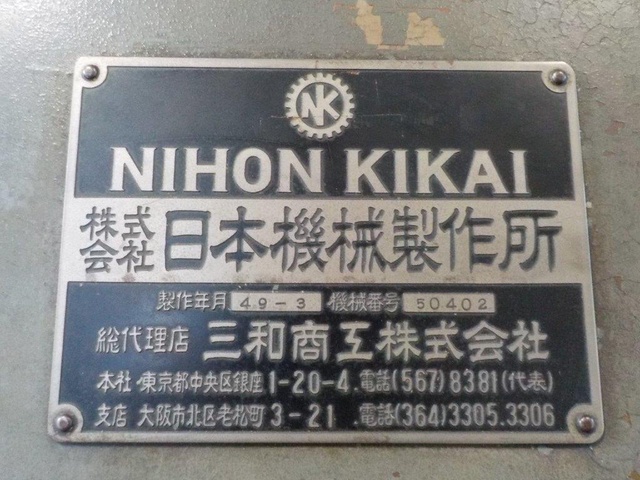 NK
NIHON KIKAI
株式会社 日本機械製作所
製作年月 49-3 機械番号 50402
総代理店 三和商工株式会社
本社・東京都中央区銀座1-20-4.電話(567)8381(代表)
支店 大阪市北区老松町3-21.電話(364)3305.3306